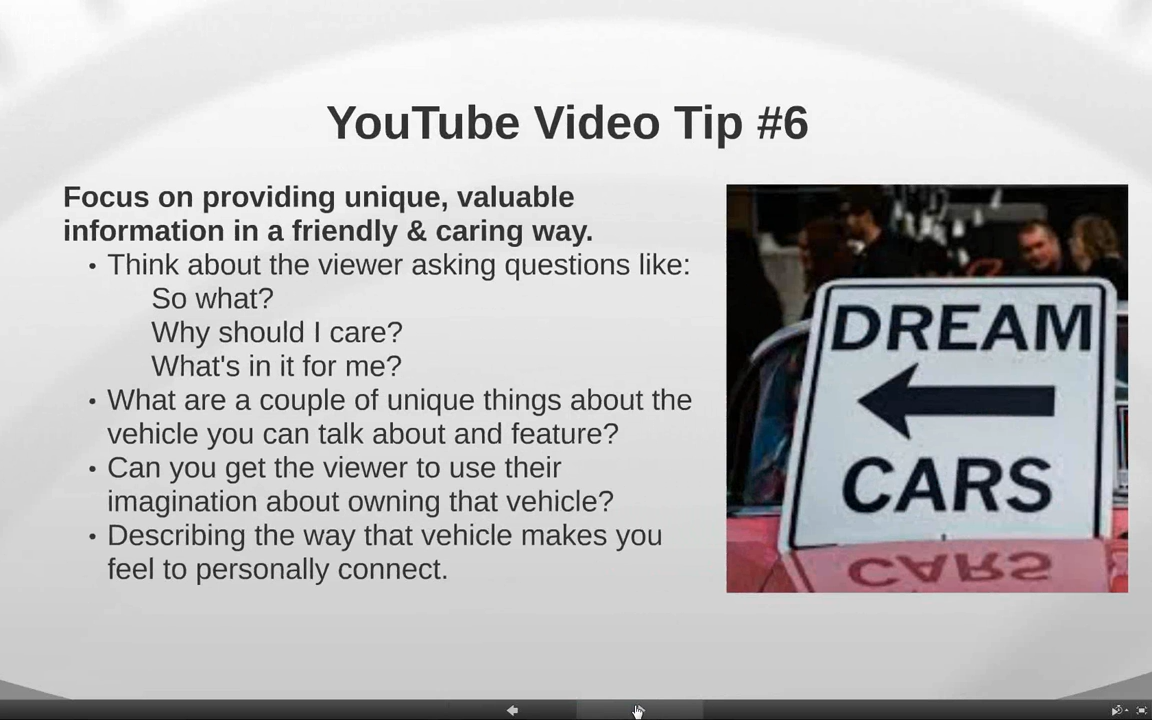 YouTube Video Tip #6
Focus on providing unique, valuable
information in a friendly & caring way.
• Think about the viewer asking questions like:
So what?
Why should I care?
What's in it for me?
• What are a couple of unique things about the
vehicle you can talk about and feature?
• Can you get the viewer to use their
imagination about owning that vehicle?
• Describing the way that vehicle makes you
feel to personally connect.
DREAM
CARS
CARS